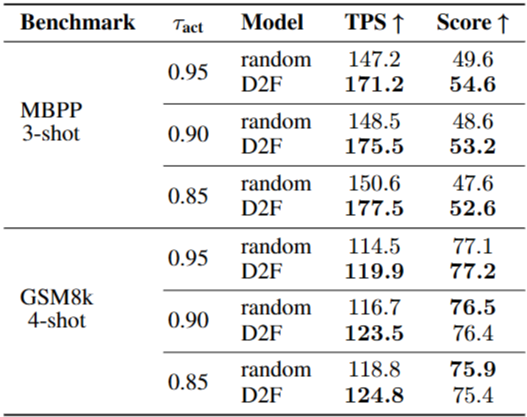 Benchmark τact Model TPS ↑ Score ↑
MBPP
3-shot
0.95
random 147.2 49.6
D2F 171.2 54.6
0.90
random 148.5 48.6
D2F 175.5 53.2
0.85
random 150.6 47.6
D2F 177.5 52.6
GSM8k
4-shot
0.95
random 114.5 77.1
D2F 119.9 77.2
0.90
random 116.7 76.5
D2F 123.5 76.4
0.85
random 118.8 75.9
D2F 124.8 75.4